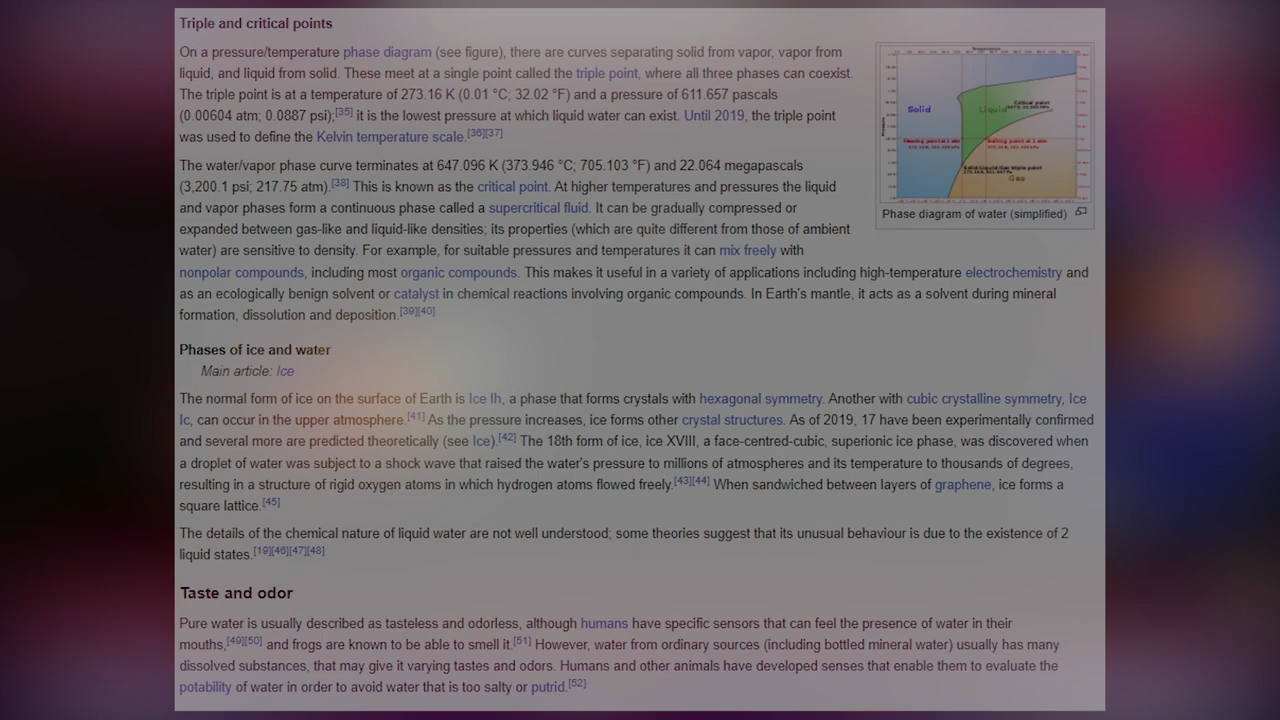 Triple and critical points
On a pressure/temperature phase diagram (see figure), there are curves separating solid from vapor, vapor from
liquid, and liquid from solid. These meet at a single point called the triple point, where all three phases can coexist.
The triple point is at a temperature of 273.16 K (0.01 °C; 32.02 °F) and a pressure of 611.657 pascals
(0.00604 atm; 0.0887 psi);[35] it is the lowest pressure at which liquid water can exist. Until 2019, the triple point
was used to define the Kelvin temperature scale.[36][37]
The water/vapor phase curve terminates at 647.096 K (373.946 °C; 705.103 °F) and 22.064 megapascals
(3,200.1 psi; 217.75 atm).[38] This is known as the critical point. At higher temperatures and pressures the liquid
and vapor phases form a continuous phase called a supercritical fluid. It can be gradually compressed or
expanded between gas-like and liquid-like densities; its properties (which are quite different from those of ambient
water) are sensitive to density. For example, for suitable pressures and temperatures it can mix freely with
nonpolar compounds, including most organic compounds. This makes it useful in a variety of applications including high-temperature electrochemistry and
as an ecologically benign solvent or catalyst in chemical reactions involving organic compounds. In Earth's mantle, it acts as a solvent during mineral
formation, dissolution and deposition.[39][40]
Temperature
Solid
Liquid
Critical point
Freezing point at 1 atm
Boiling point at 1 atm
Solid/Liquid/Gas triple point
Gas
Phase diagram of water (simplified)
Phases of ice and water
Main article: Ice
The normal form of ice on the surface of Earth is Ice Ih, a phase that forms crystals with hexagonal symmetry. Another with cubic crystalline symmetry, Ice
Ic, can occur in the upper atmosphere.[41] As the pressure increases, ice forms other crystal structures. As of 2019, 17 have been experimentally confirmed
and several more are predicted theoretically (see Ice).[42] The 18th form of ice, ice XVIII, a face-centred-cubic, superionic ice phase, was discovered when
a droplet of water was subject to a shock wave that raised the water's pressure to millions of atmospheres and its temperature to thousands of degrees,
resulting in a structure of rigid oxygen atoms in which hydrogen atoms flowed freely.[43][44] When sandwiched between layers of graphene, ice forms a
square lattice.[45]
The details of the chemical nature of liquid water are not well understood; some theories suggest that its unusual behaviour is due to the existence of 2
liquid states.[19][46][47][48]
Taste and odor
Pure water is usually described as tasteless and odorless, although humans have specific sensors that can feel the presence of water in their
mouths,[49][50] and frogs are known to be able to smell it.[51] However, water from ordinary sources (including bottled mineral water) usually has many
dissolved substances, that may give it varying tastes and odors. Humans and other animals have developed senses that enable them to evaluate the
potability of water in order to avoid water that is too salty or putrid.[52]